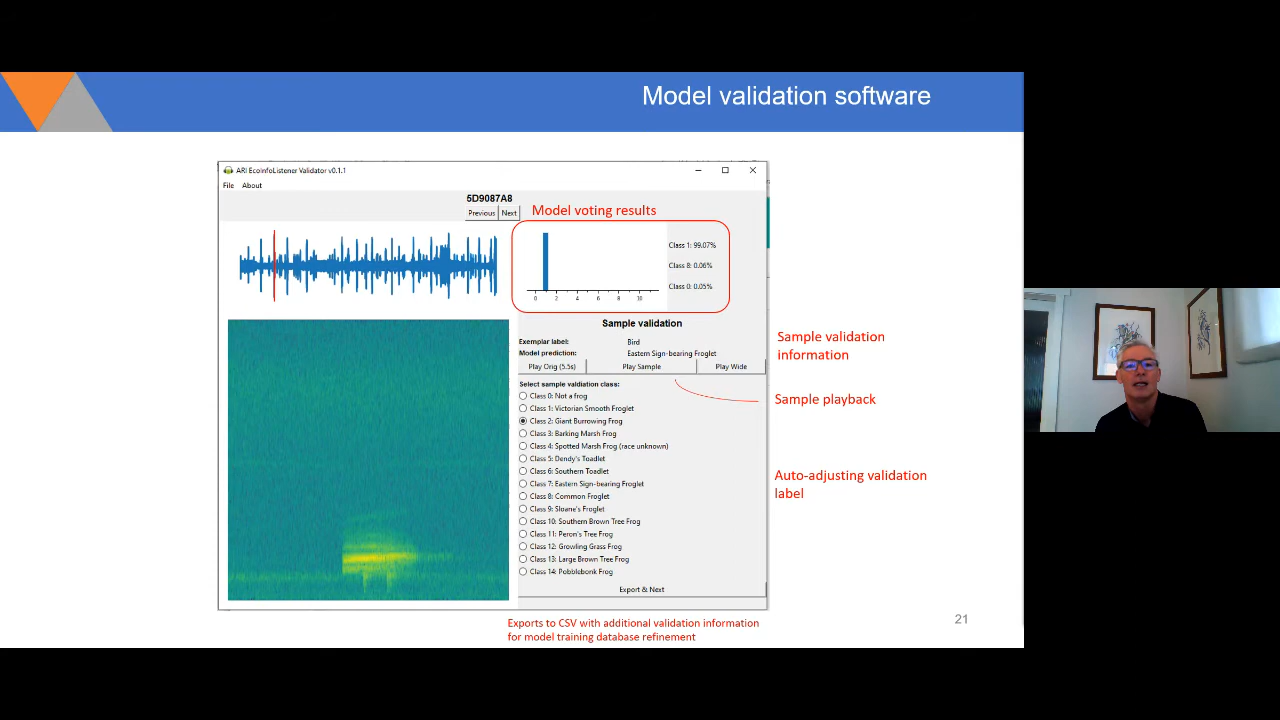 Model validation software
ARI EcoInfoListener Validator v0.1.1
File About
5D9087A8
Previous Next
Model voting results
Class 1: 99.07%
Class 8: 0.06%
Class 0: 0.05%
0 2 4 6 8 10
Sample validation
Exemplar label: Bird
Model prediction: Eastern Sign-bearing Froglet
Play Orig (5.5s) Play Sample Play Wide
Select sample valdiation class:
Class 0: Not a frog
Class 1: Victorian Smooth Froglet
Class 2: Giant Burrowing Frog
Class 3: Barking Marsh Frog
Class 4: Spotted Marsh Frog (race unknown)
Class 5: Dendy's Toadlet
Class 6: Southern Toadlet
Class 7: Eastern Sign-bearing Froglet
Class 8: Common Froglet
Class 9: Sloane's Froglet
Class 10: Southern Brown Tree Frog
Class 11: Peron's Tree Frog
Class 12: Growling Grass Frog
Class 13: Large Brown Tree Frog
Class 14: Pobblebonk Frog
Export & Next
Sample validation
information
Sample playback
Auto-adjusting validation
label
Exports to CSV with additional validation information
for model training database refinement
21